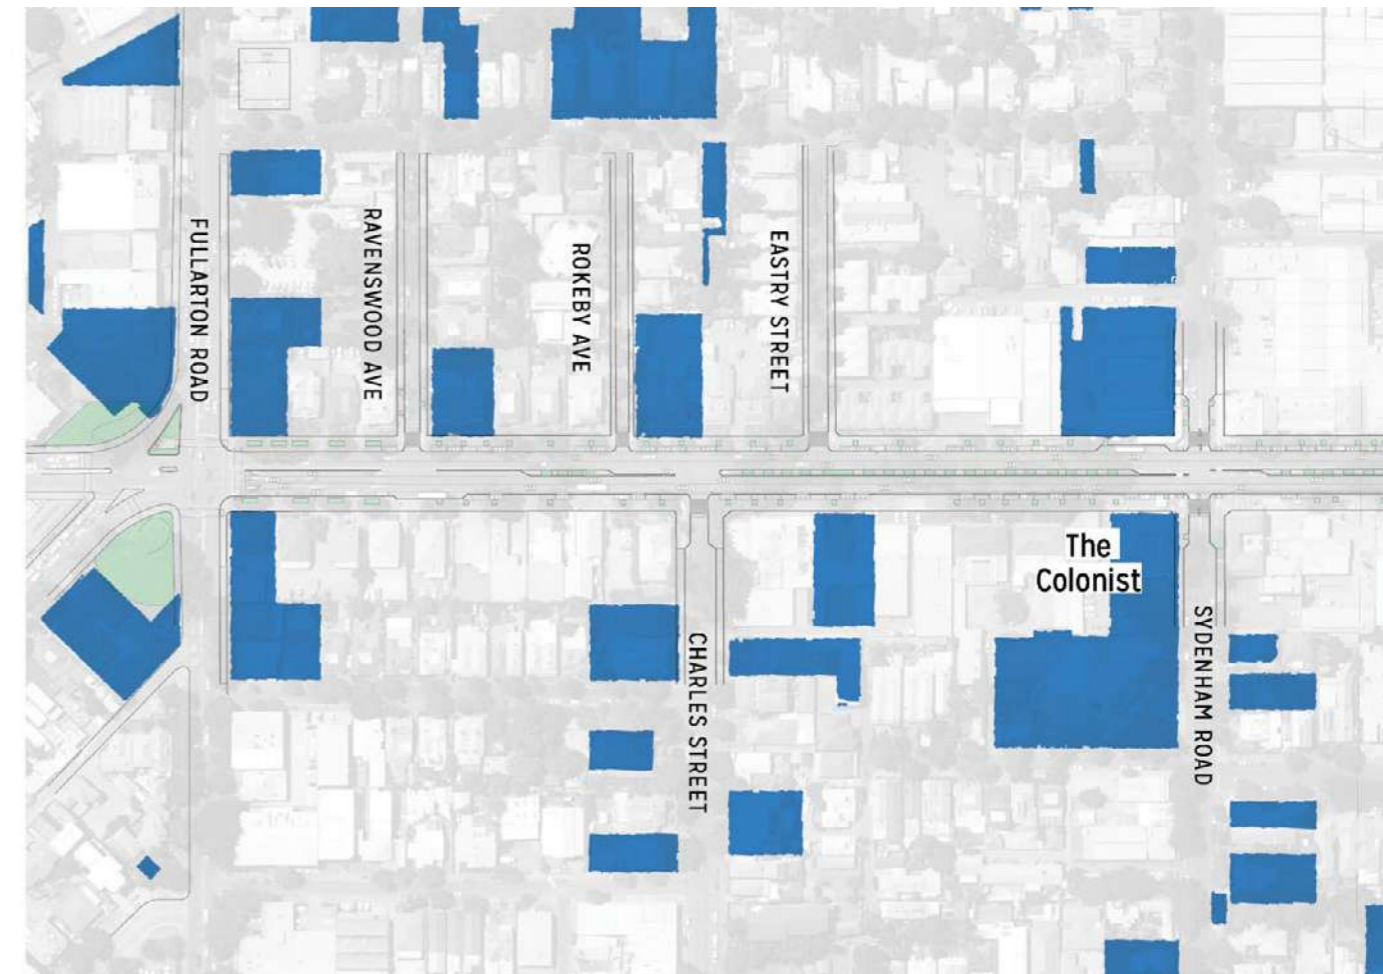 FULLARTON ROAD
RAVENSWOOD AVE
ROKEBY AVE
EASTRY STREET
The
Colonist
CHARLES STREET
SYDENHAM ROAD